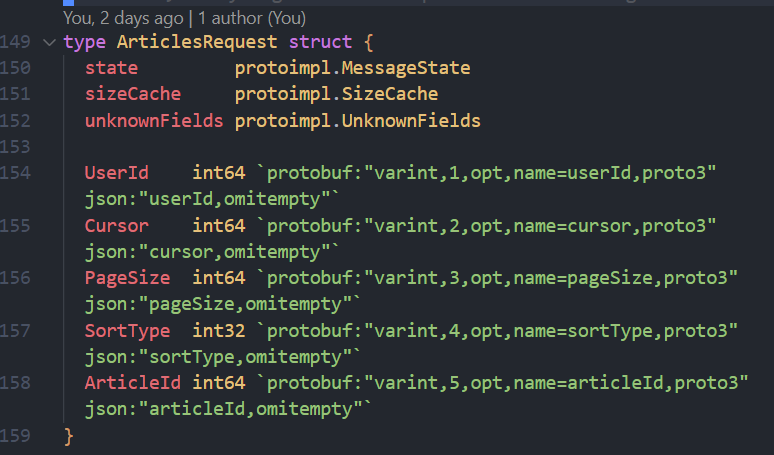 You, 2 days ago | 1 author (You)
149 type ArticlesRequest struct {
150 state protoimpl.MessageState
151 sizeCache protoimpl.SizeCache
152 unknownFields protoimpl.UnknownFields
153
154 UserId int64 `protobuf:"varint,1,opt,name=userId,proto3"
json:"userId,omitempty"`
155 Cursor int64 `protobuf:"varint,2,opt,name=cursor,proto3"
json:"cursor,omitempty"`
156 PageSize int64 `protobuf:"varint,3,opt,name=pageSize,proto3"
json:"pageSize,omitempty"`
157 SortType int32 `protobuf:"varint,4,opt,name=sortType,proto3"
json:"sortType,omitempty"`
158 ArticleId int64 `protobuf:"varint,5,opt,name=articleId,proto3"
json:"articleId,omitempty"`
159 }